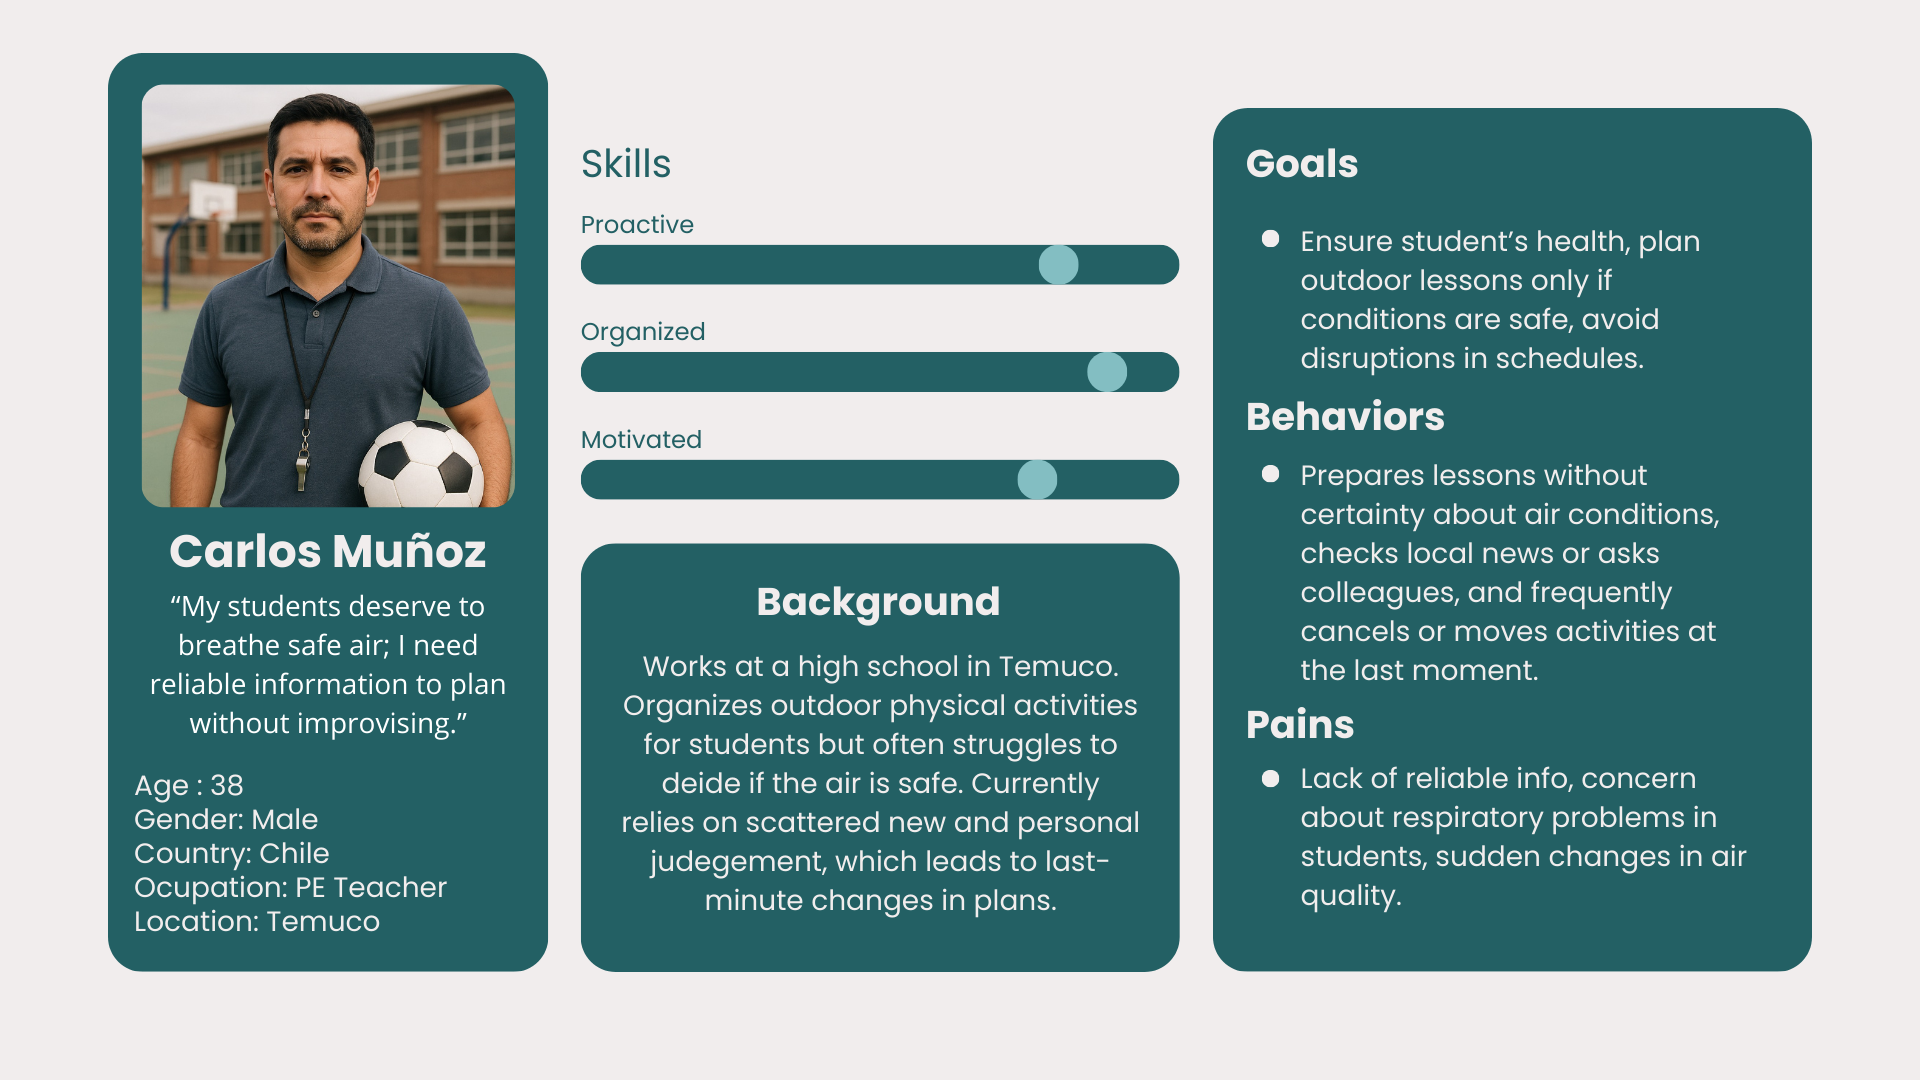 Carlos Muñoz
“My students deserve to
breathe safe air; I need
reliable information to plan
without improvising.”
Age : 38
Gender: Male
Country: Chile
Ocupation: PE Teacher
Location: Temuco
Skills
Proactive
Organized
Motivated
Background
Works at a high school in Temuco.
Organizes outdoor physical activities
for students but often struggles to
deide if the air is safe. Currently
relies on scattered new and personal
judegement, which leads to last-
minute changes in plans.
Goals
Ensure student’s health, plan
outdoor lessons only if
conditions are safe, avoid
disruptions in schedules.
Behaviors
Prepares lessons without
certainty about air conditions,
checks local news or asks
colleagues, and frequently
cancels or moves activities at
the last moment.
Pains
Lack of reliable info, concern
about respiratory problems in
students, sudden changes in air
quality.